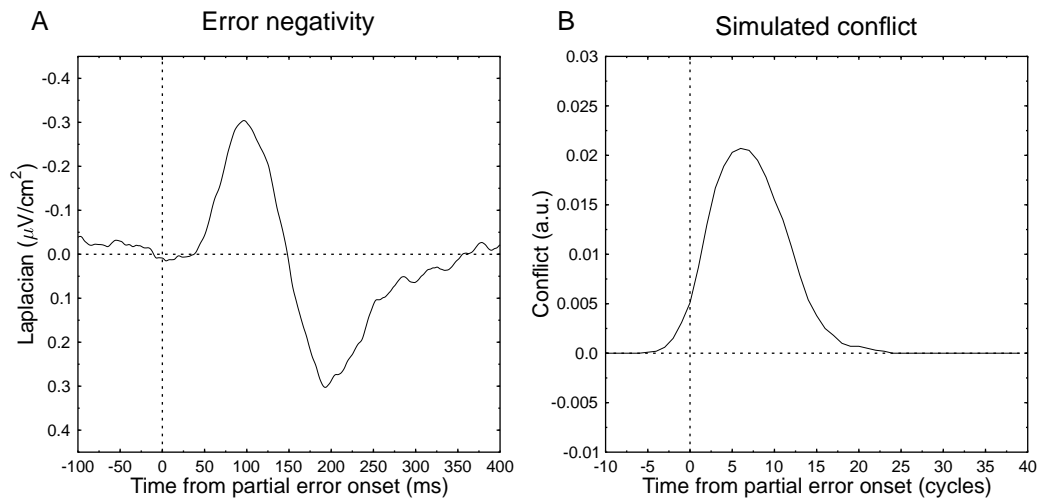 A
Error negativity
-0.4
-0.3
-0.2
-0.1
0.0
0.1
0.2
0.3
0.4
Laplacian (μV/cm²)
-100 -50 0 50 100 150 200 250 300 350 400
Time from partial error onset (ms)
B
Simulated conflict
0.03
0.025
0.02
0.015
0.01
0.005
0.0
-0.005
-0.01
Conflict (a.u.)
-10 -5 0 5 10 15 20 25 30 35 40
Time from partial error onset (cycles)